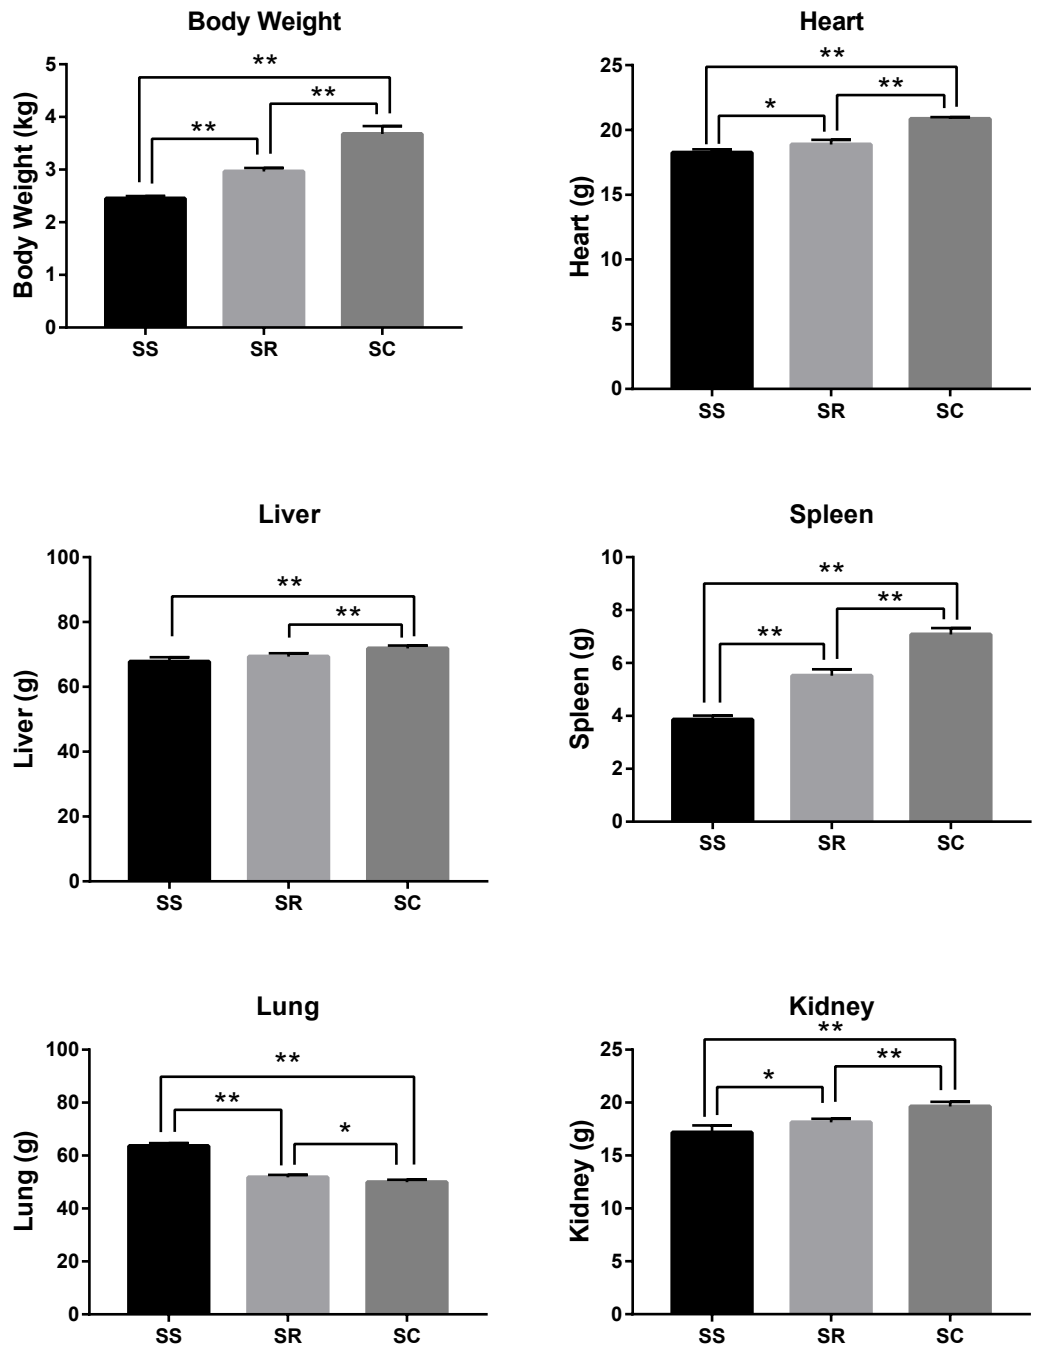 Body Weight
Body Weight (kg)
5
4
3
2
1
0
**
**
**
SS SR SC
Heart
Heart (g)
25
20
15
10
5
0
**
**
*
SS SR SC
Liver
Liver (g)
100
80
60
40
20
0
**
**
SS SR SC
Spleen
Spleen (g)
10
8
6
4
2
0
**
**
**
SS SR SC
Lung
Lung (g)
100
80
60
40
20
0
**
**
*
SS SR SC
Kidney
Kidney (g)
25
20
15
10
5
0
**
**
*
SS SR SC